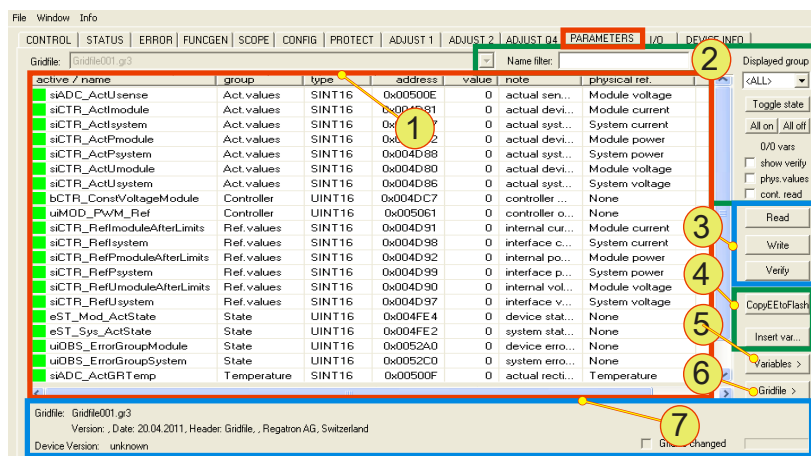 File Window Info
CONTROL STATUS ERROR FUNCGEN SCOPE CONFIG PROTECT ADJUST 1 ADJUST 2 ADJUST Q4 PARAMETERS I/O DEVICE INFO
Gridfile: Gridfile001.gr3 Name filter: 2 Displayed group
active / name group type address value note physical ref. <ALL>
siADC_ActUsense Act.values SINT16 0x00500E 0 actual sen... Module voltage
siCTR_ActImodule Act.values SINT16 0x004D81 0 actual devi... Module current Toggle state
siCTR_ActIsystem Act.values SINT16 7 0 actual syst... System current
1 All on All off
siCTR_ActPmodule Act.values SINT16 2 0 actual devi... Module power
siCTR_ActPsystem Act.values SINT16 0x004D88 0 actual syst... System power 0/0 vars
siCTR_ActUmodule Act.values SINT16 0x004D80 0 actual devi... Module voltage show verify
siCTR_ActUsystem Act.values SINT16 0x004D86 0 actual syst... System voltage phys.values
bCTR_ConstVoltageModule Controller UINT16 0x004DC7 0 controller ... None cont. read
uiMOD_PWM_Ref Controller UINT16 0x005061 0 controller o... None
siCTR_RefImoduleAfterLimits Ref.values SINT16 0x004D91 0 internal cur... Module current Read
siCTR_RefIsystem Ref.values SINT16 0x004D98 0 interface c... System current 3
siCTR_RefPmoduleAfterLimits Ref.values SINT16 0x004D92 0 internal po... Module power Write
siCTR_RefPsystem Ref.values SINT16 0x004D99 0 interface p... System power Verify
siCTR_RefUmoduleAfterLimits Ref.values SINT16 0x004D90 0 internal vol... Module voltage 4
siCTR_RefUsystem Ref.values SINT16 0x004D97 0 interface v... System voltage CopyEEtoFlash
eST_Mod_ActState State UINT16 0x004FE4 0 device stat... None
eST_Sys_ActState State UINT16 0x004FE2 0 system stat... None 5 Insert var...
uiOBS_ErrorGroupModule State UINT16 0x0052A0 0 device erro... None
uiOBS_ErrorGroupSystem State UINT16 0x0052C0 0 system erro... None Variables >
siADC_ActGRTemp Temperature SINT16 0x00500F 0 actual recti... Temperature 6
Gridfile >
Gridfile: Gridfile001.gr3
Version: , Date: 20.04.2011, Header: Gridfile, , Regatron AG, Switzerland 7
Device Version: unknown changed